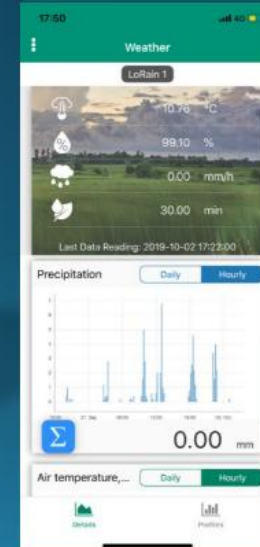 17:50
4G
Weather
LoRain 1
10.76 °C
99.10 %
0.00 mm/h
30.00 min
Last Data Reading: 2019-10-02 17:22:00
Precipitation Daily Hourly
Σ 0.00 mm
Air temperature,... Daily Hourly
Details Profiles